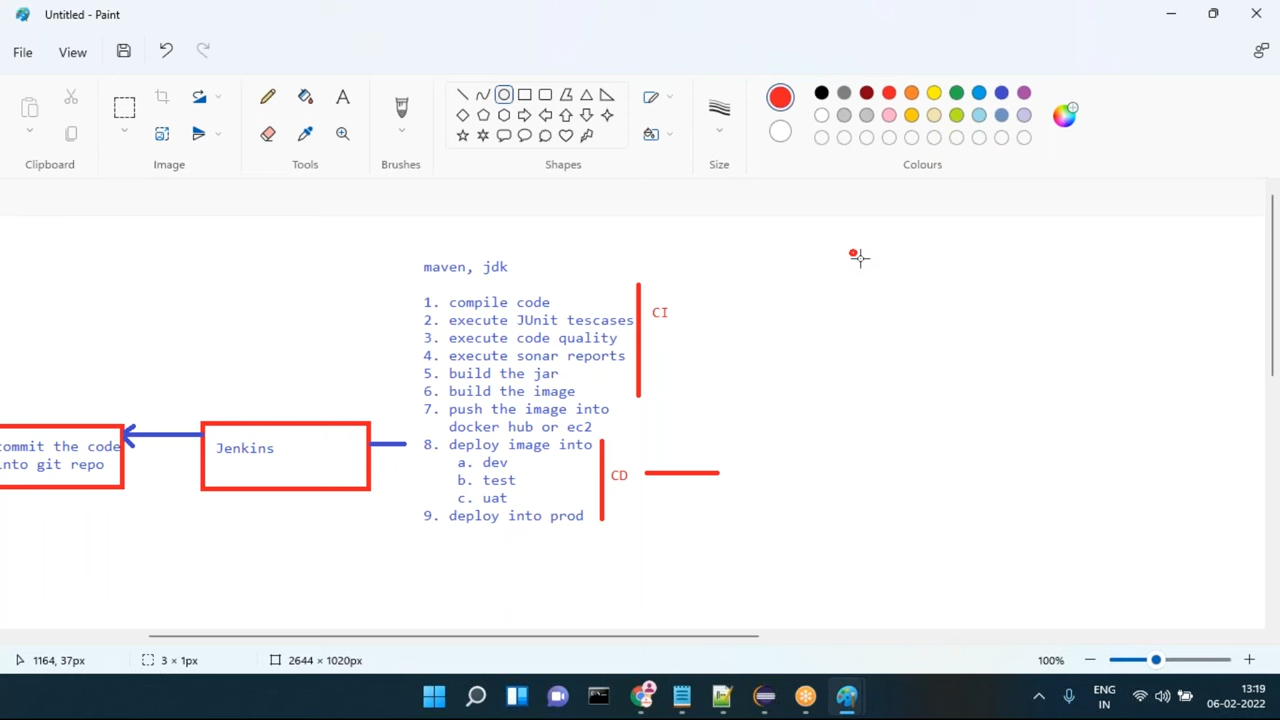 Untitled - Paint
File
View
Clipboard
Image
A
Tools
Brushes
Shapes
Size
Colours
maven, jdk
1. compile code
2. execute JUnit tescases
3. execute code quality
4. execute sonar reports
5. build the jar
6. build the image
7. push the image into
docker hub or ec2
8. deploy image into
a. dev
b. test
c. uat
9. deploy into prod
CI
CD
commit the code
into git repo
Jenkins
1164, 37px
3 × 1px
2644 × 1020px
100%
ENG
IN
13:19
06-02-2022